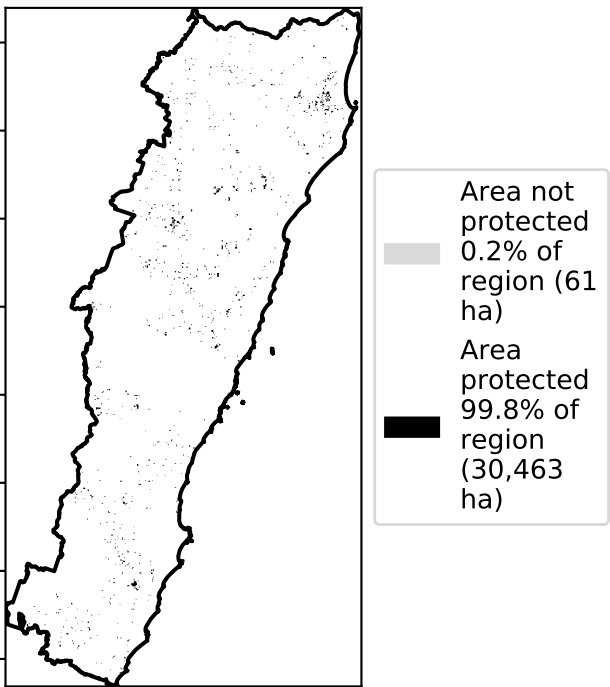 Area not
protected
0.2% of
region (61
ha)
Area
protected
99.8% of
region
(30,463
ha)